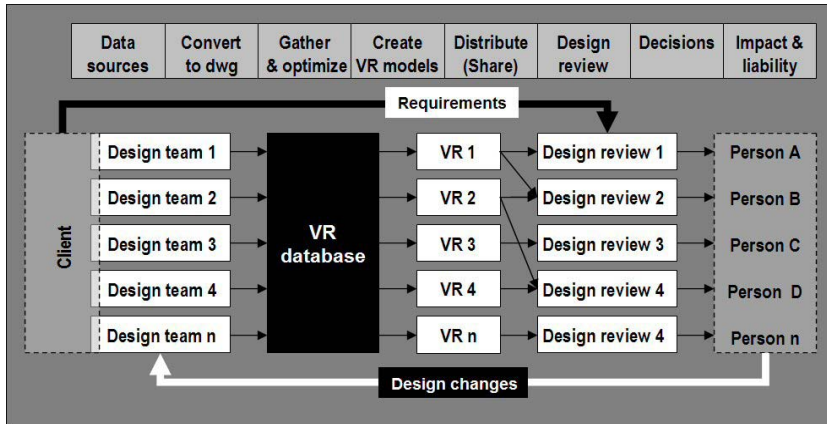 Data sources
Convert to dwg
Gather & optimize
Create VR models
Distribute (Share)
Design review
Decisions
Impact & liability
Requirements
Client
Design team 1
VR 1
Design review 1
Person A
Design team 2
VR 2
Design review 2
Person B
VR database
Design team 3
VR 3
Design review 3
Person C
Design team 4
VR 4
Design review 4
Person D
Design team n
VR n
Design review 4
Person n
Design changes